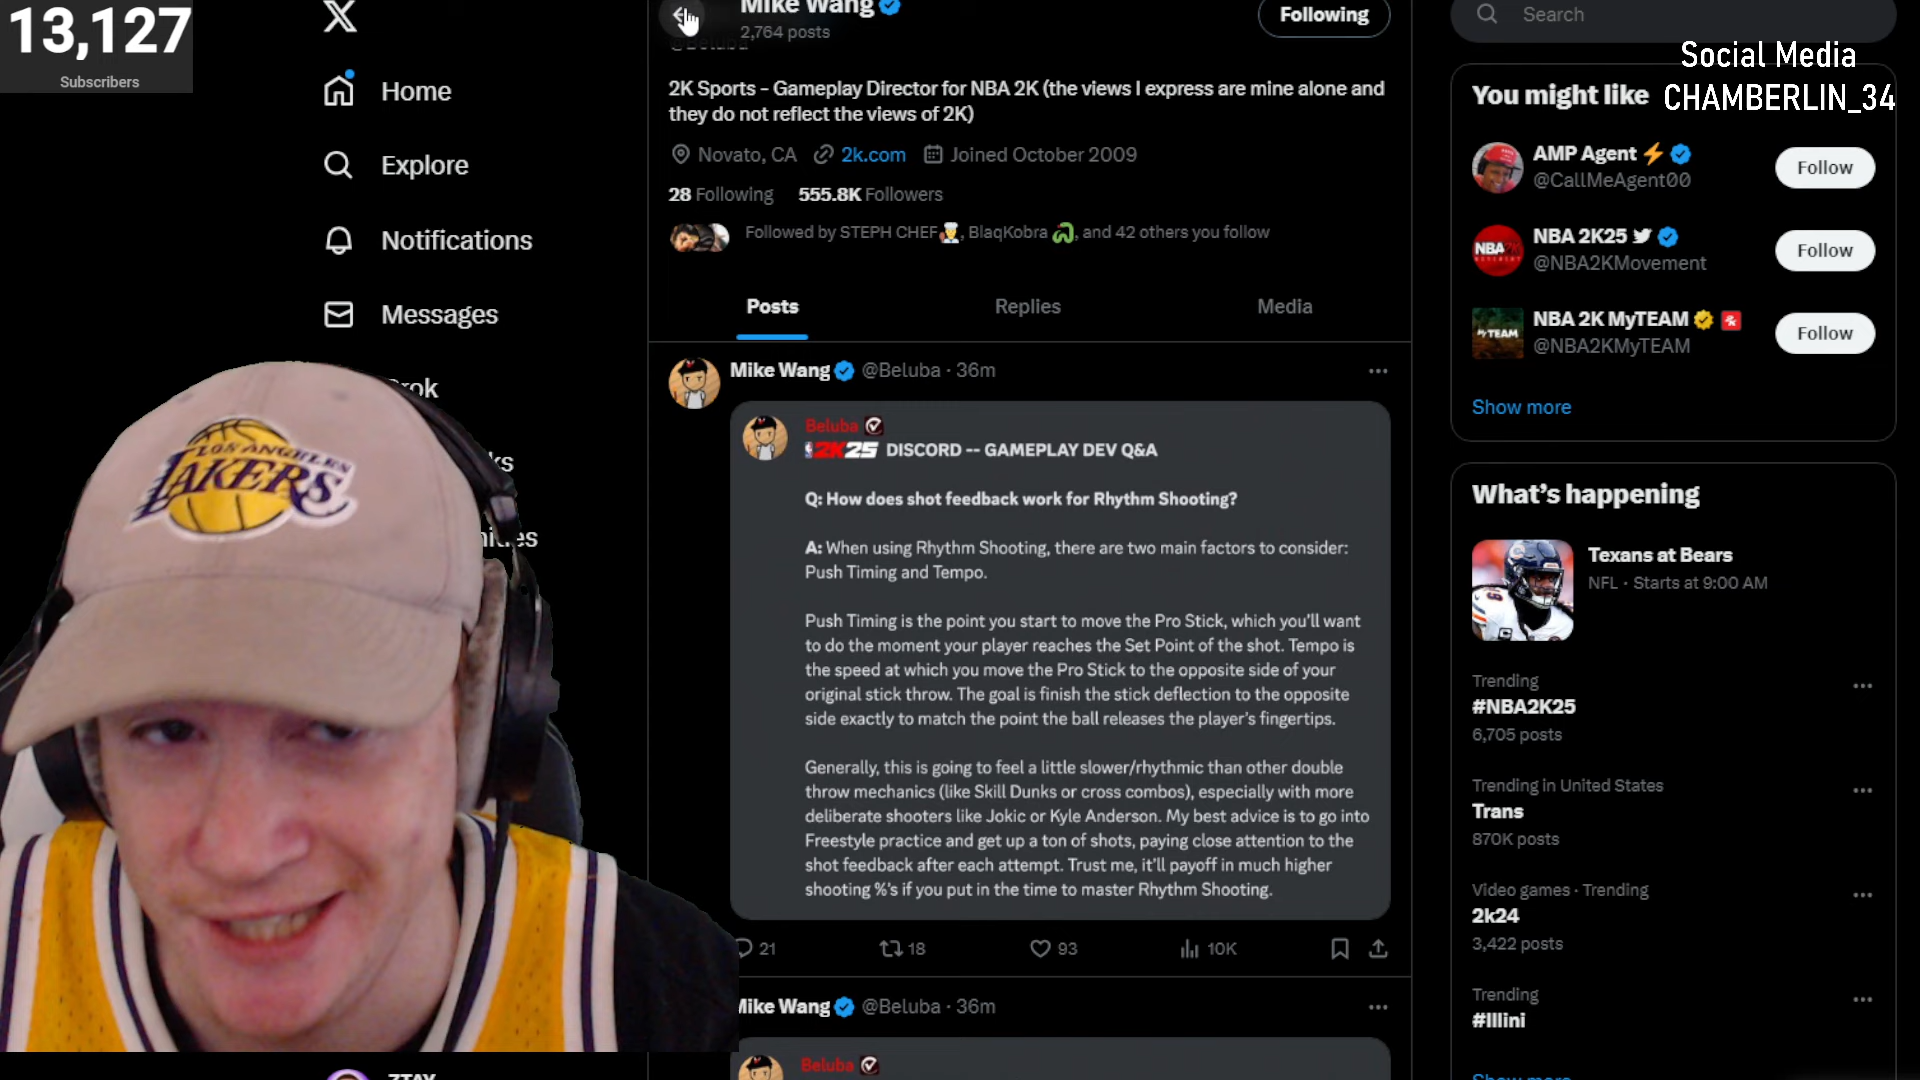 13,127
Subscribers
Home
Explore
Notifications
Messages
Mike Wang
2,764 posts
Following
2K Sports - Gameplay Director for NBA 2K (the views I express are mine alone and
they do not reflect the views of 2K)
Novato, CA 2k.com Joined October 2009
28 Following 555.8K Followers
Followed by STEPH CHEF👨‍🍳, BlaqKobra 🐍, and 42 others you follow
Posts Replies Media
Mike Wang @Beluba · 36m
Beluba
2K25 DISCORD -- GAMEPLAY DEV Q&A
Q: How does shot feedback work for Rhythm Shooting?
A: When using Rhythm Shooting, there are two main factors to consider:
Push Timing and Tempo.
Push Timing is the point you start to move the Pro Stick, which you'll want
to do the moment your player reaches the Set Point of the shot. Tempo is
the speed at which you move the Pro Stick to the opposite side of your
original stick throw. The goal is finish the stick deflection to the opposite
side exactly to match the point the ball releases the player's fingertips.
Generally, this is going to feel a little slower/rhythmic than other double
throw mechanics (like Skill Dunks or cross combos), especially with more
deliberate shooters like Jokic or Kyle Anderson. My best advice is to go into
Freestyle practice and get up a ton of shots, paying close attention to the
shot feedback after each attempt. Trust me, it'll payoff in much higher
shooting %'s if you put in the time to master Rhythm Shooting.
21 18 93 10K
Mike Wang @Beluba · 36m
Beluba
LOS ANGELES
LAKERS
Search
Social Media
CHAMBERLIN_34
You might like
AMP Agent⚡
@CallMeAgent00
Follow
NBA 2K25
@NBA2KMovement
Follow
NBA 2K MyTEAM
@NBA2KMyTEAM
Follow
Show more
What's happening
Texans at Bears
NFL · Starts at 9:00 AM
Trending
#NBA2K25
6,705 posts
Trending in United States
Trans
870K posts
Video games · Trending
2k24
3,422 posts
Trending
#Illini
Show more